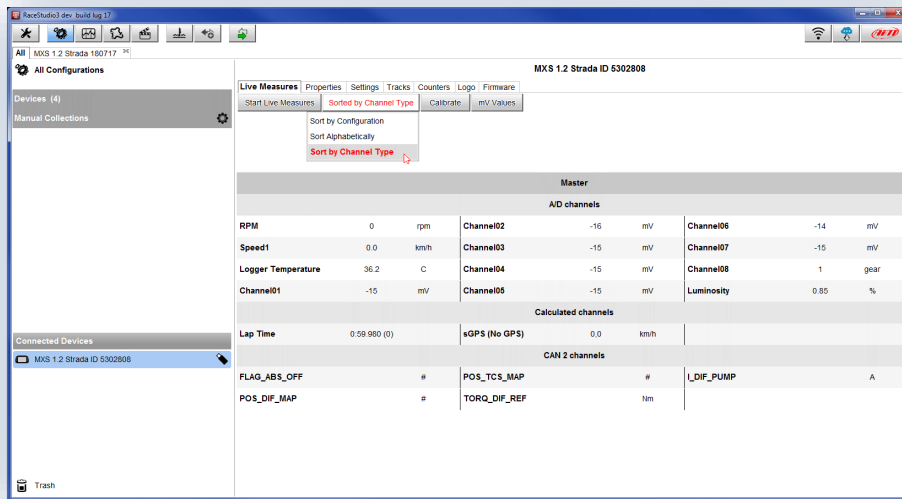 RaceStudio3 dev build lug 17
All MXS 1.2 Strada 180717
All Configurations
Devices (4)
Manual Collections
Connected Devices
MXS 1.2 Strada ID 5302808
Trash
MXS 1.2 Strada ID 5302808
Live Measures Properties Settings Tracks Counters Logo Firmware
Start Live Measures Sorted by Channel Type Calibrate mV Values
Sort by Configuration
Sort Alphabetically
Sort by Channel Type
Master
A/D channels
RPM 0 rpm Channel02 -16 mV Channel06 -14 mV
Speed1 0.0 km/h Channel03 -15 mV Channel07 -15 mV
Logger Temperature 36.2 C Channel04 -15 mV Channel08 1 gear
Channel01 -15 mV Channel05 -15 mV Luminosity 0.85 %
Calculated channels
Lap Time 0:59.980 (0) sGPS (No GPS) 0.0 km/h
CAN 2 channels
FLAG_ABS_OFF # POS_TCS_MAP # I_DIF_PUMP A
POS_DIF_MAP # TORQ_DIF_REF Nm